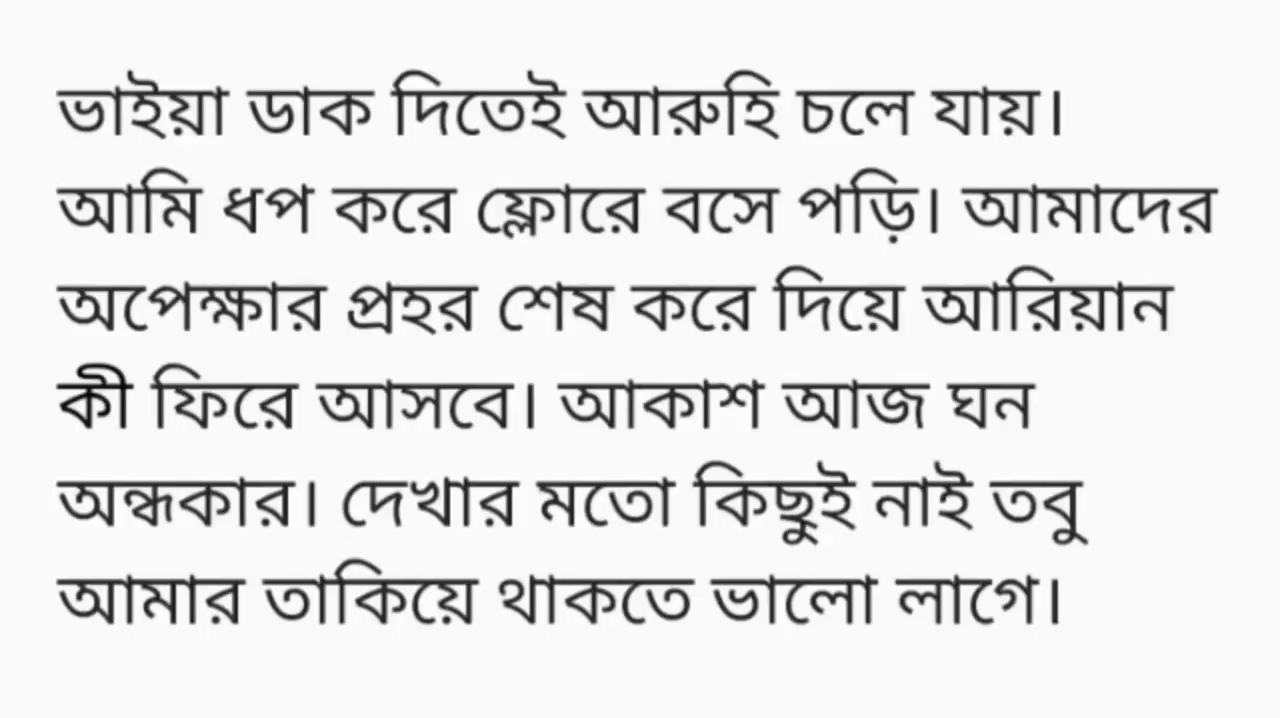 ভাইয়া ডাক দিতেই আরুহি চলে যায়।
আমি ধপ করে ফ্লোরে বসে পড়ি। আমাদের
অপেক্ষার প্রহর শেষ করে দিয়ে আরিয়ান
কী ফিরে আসবে। আকাশ আজ ঘন
অন্ধকার। দেখার মতো কিছুই নাই তবু
আমার তাকিয়ে থাকতে ভালো লাগে।